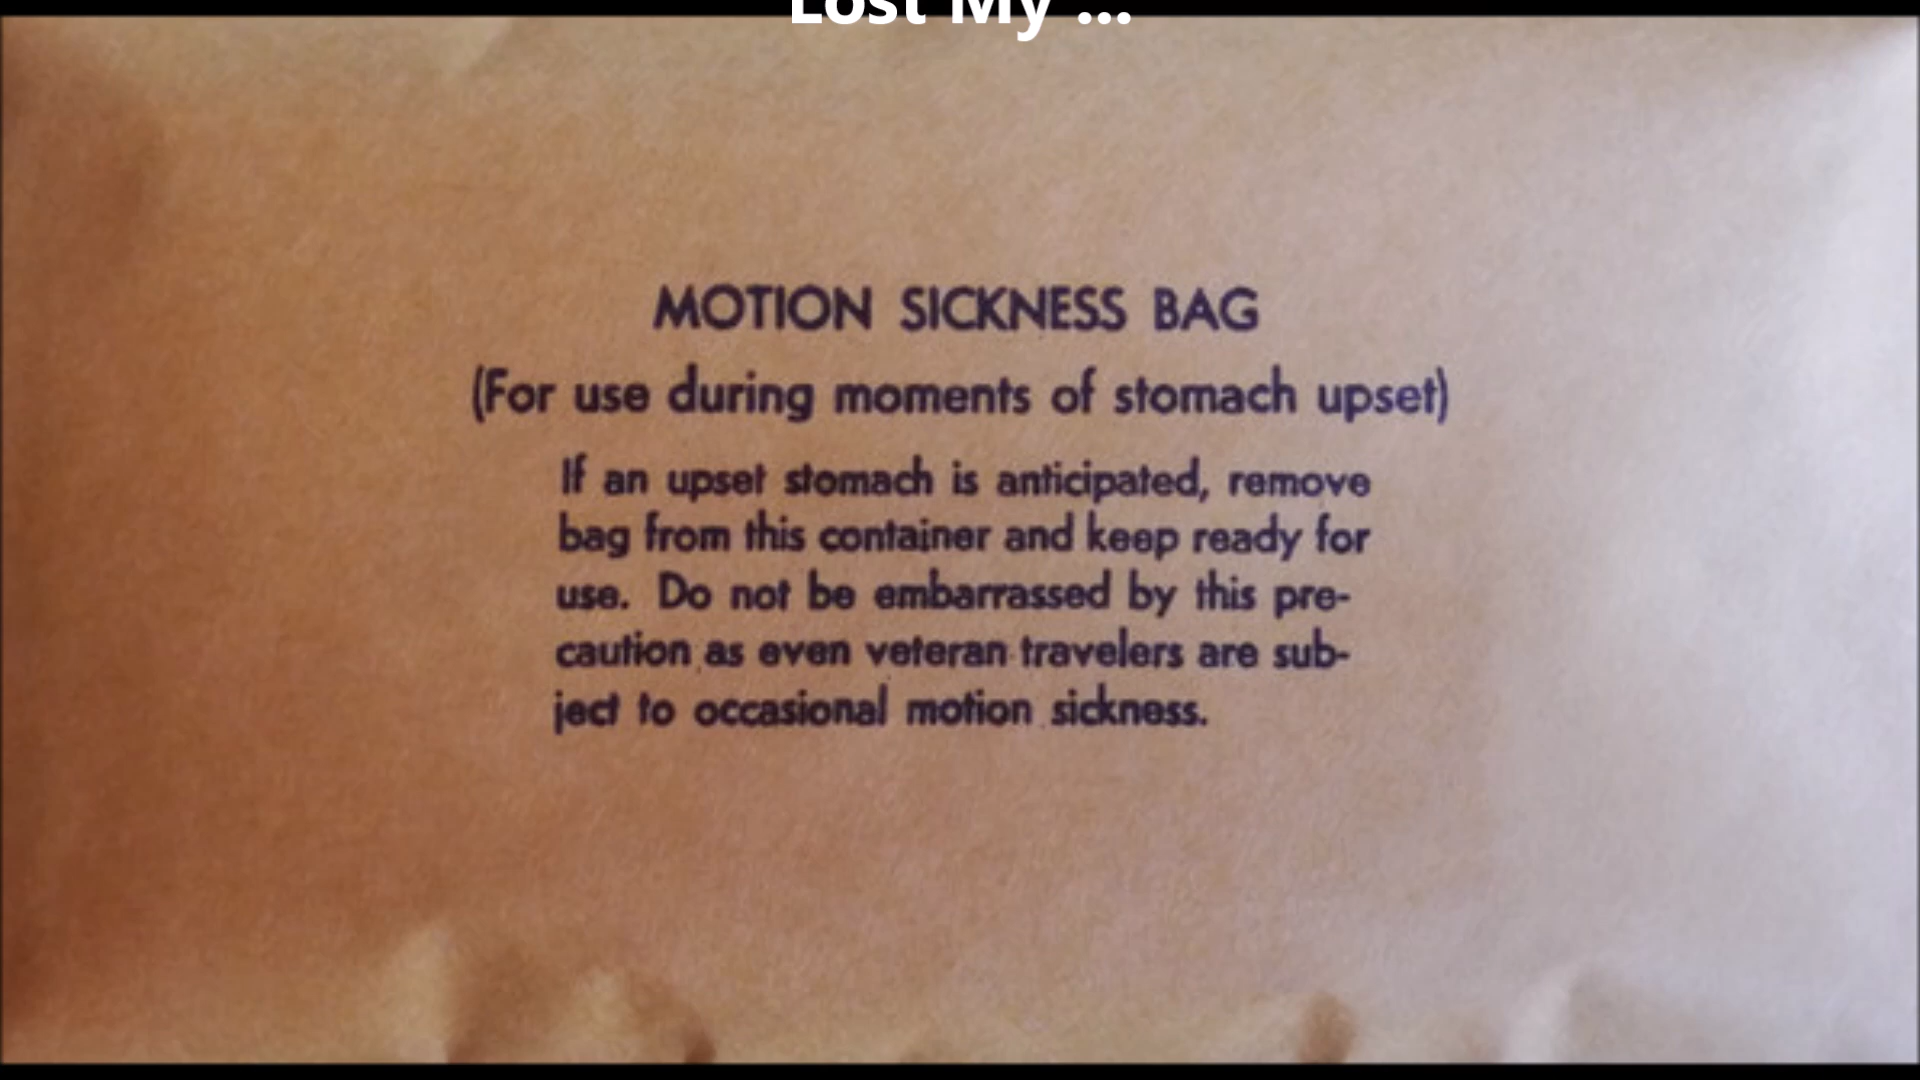 Lost My ...
MOTION SICKNESS BAG
(For use during moments of stomach upset)
If an upset stomach is anticipated, remove
bag from this container and keep ready for
use. Do not be embarrassed by this pre-
caution as even veteran travelers are sub-
ject to occasional motion sickness.